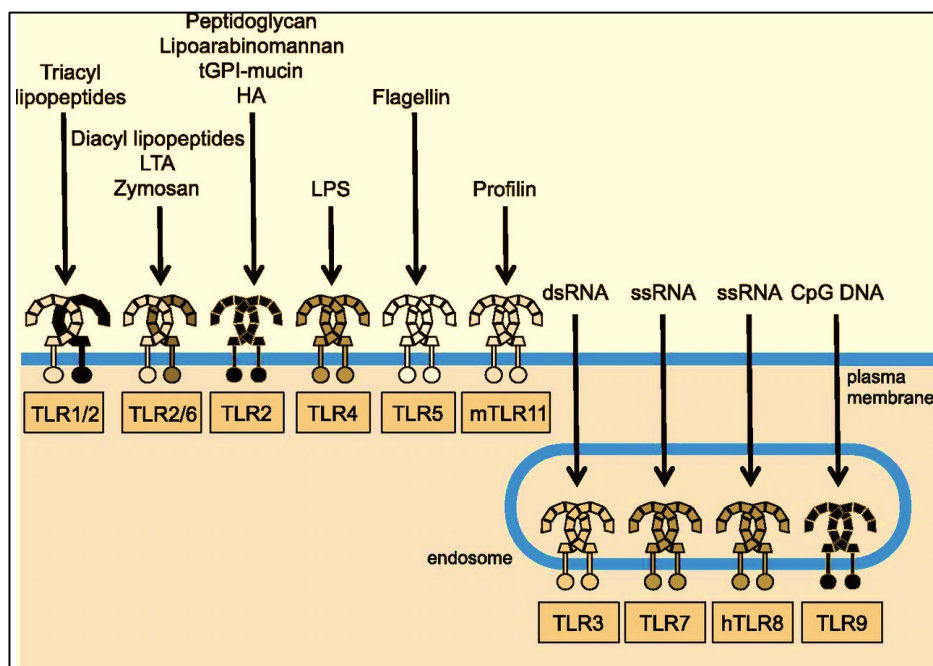 Triacyl
lipopeptides
Diacyl lipopeptides
LTA
Zymosan
Peptidoglycan
Lipoarabinomannan
tGPI-mucin
HA
LPS
Flagellin
Profilin
dsRNA
ssRNA
ssRNA
CpG DNA
TLR1/2
TLR2/6
TLR2
TLR4
TLR5
mTLR11
plasma
membrane
endosome
TLR3
TLR7
hTLR8
TLR9